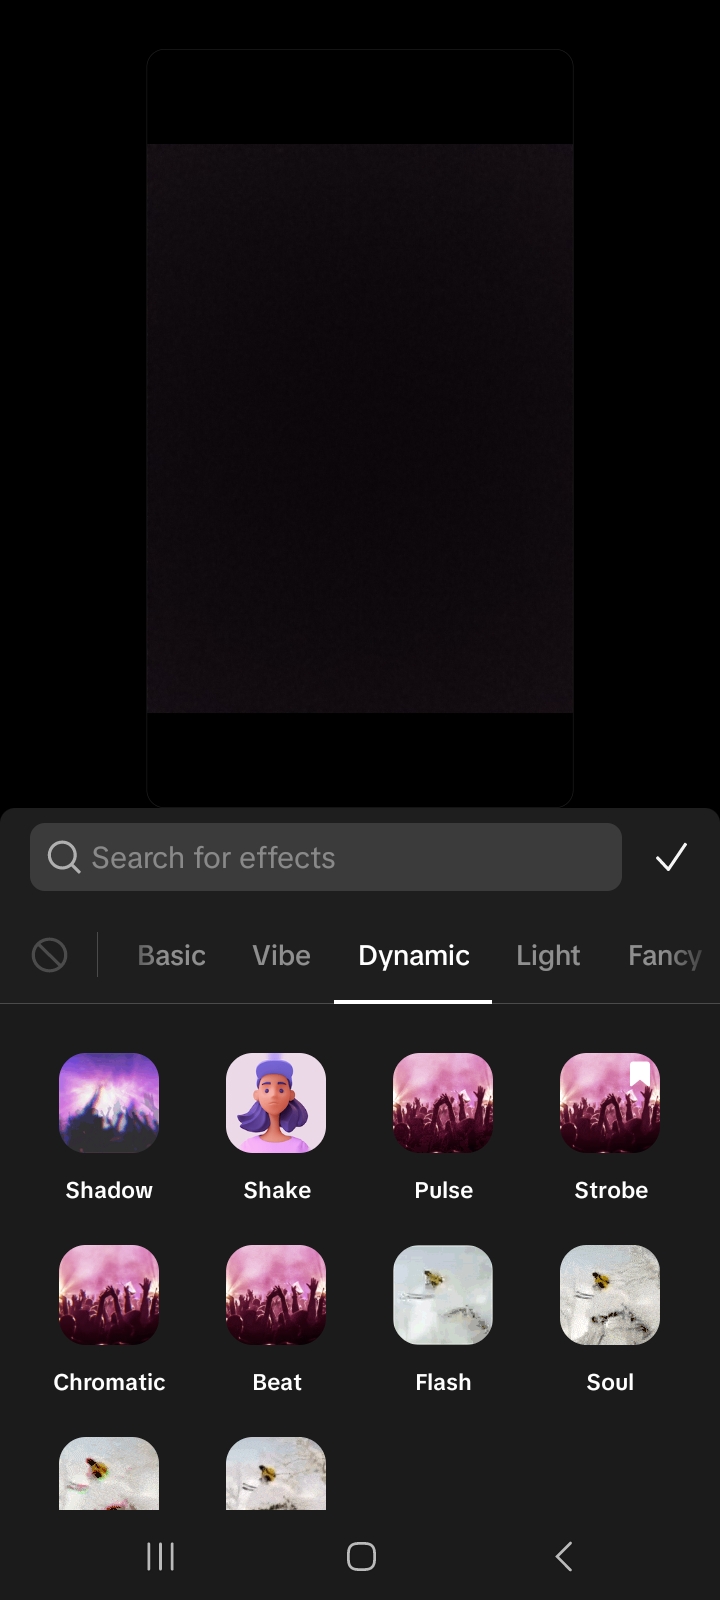 Search for effects
Basic Vibe Dynamic Light Fancy
Shadow Shake Pulse Strobe
Chromatic Beat Flash Soul